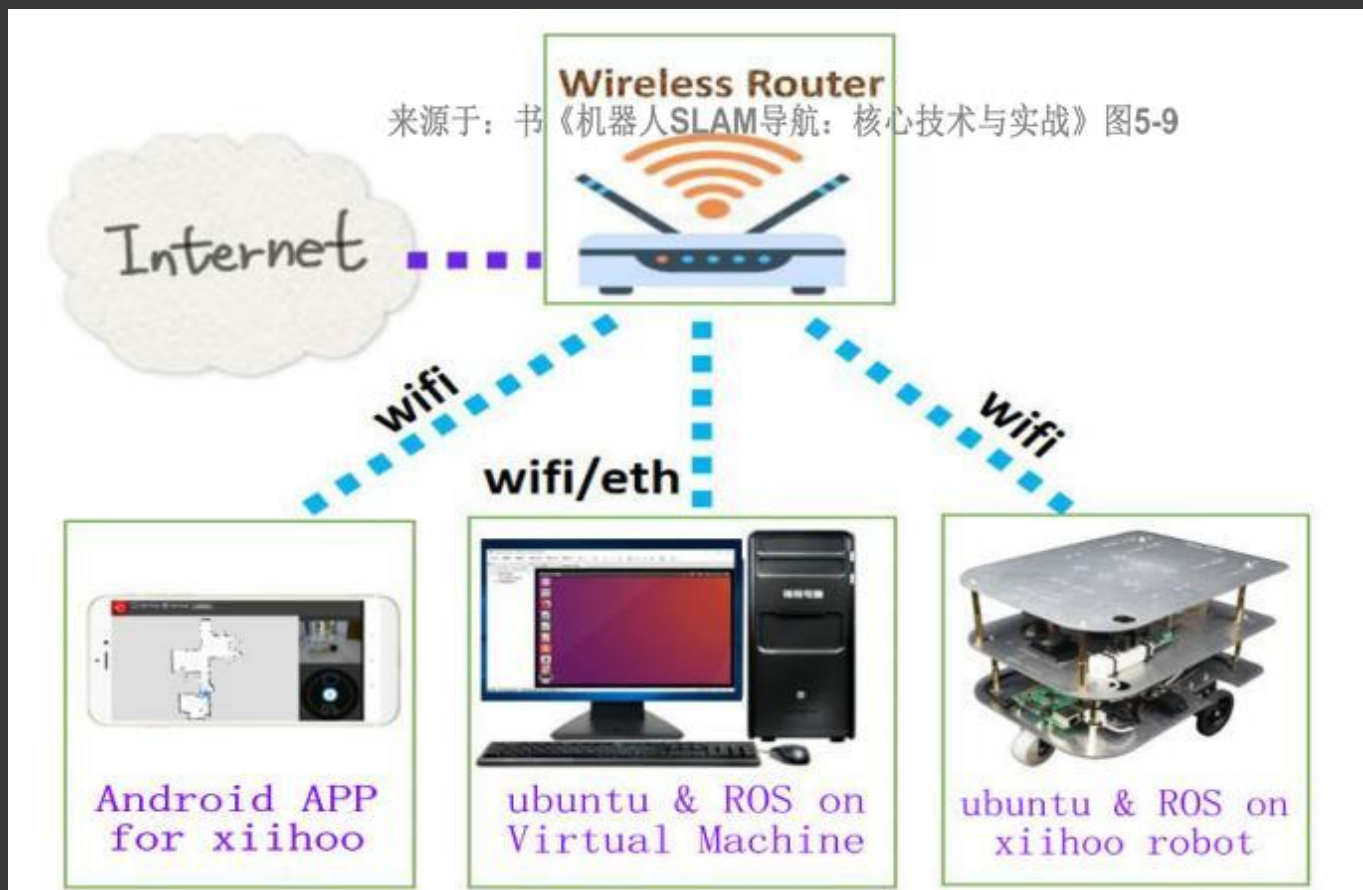 Wireless Router
来源于：书《机器人SLAM导航：核心技术与实战》图5-9
Internet
wifi
wifi/eth
wifi
Android APP
for xiihoo
ubuntu & ROS on
Virtual Machine
ubuntu & ROS on
xiihoo robot